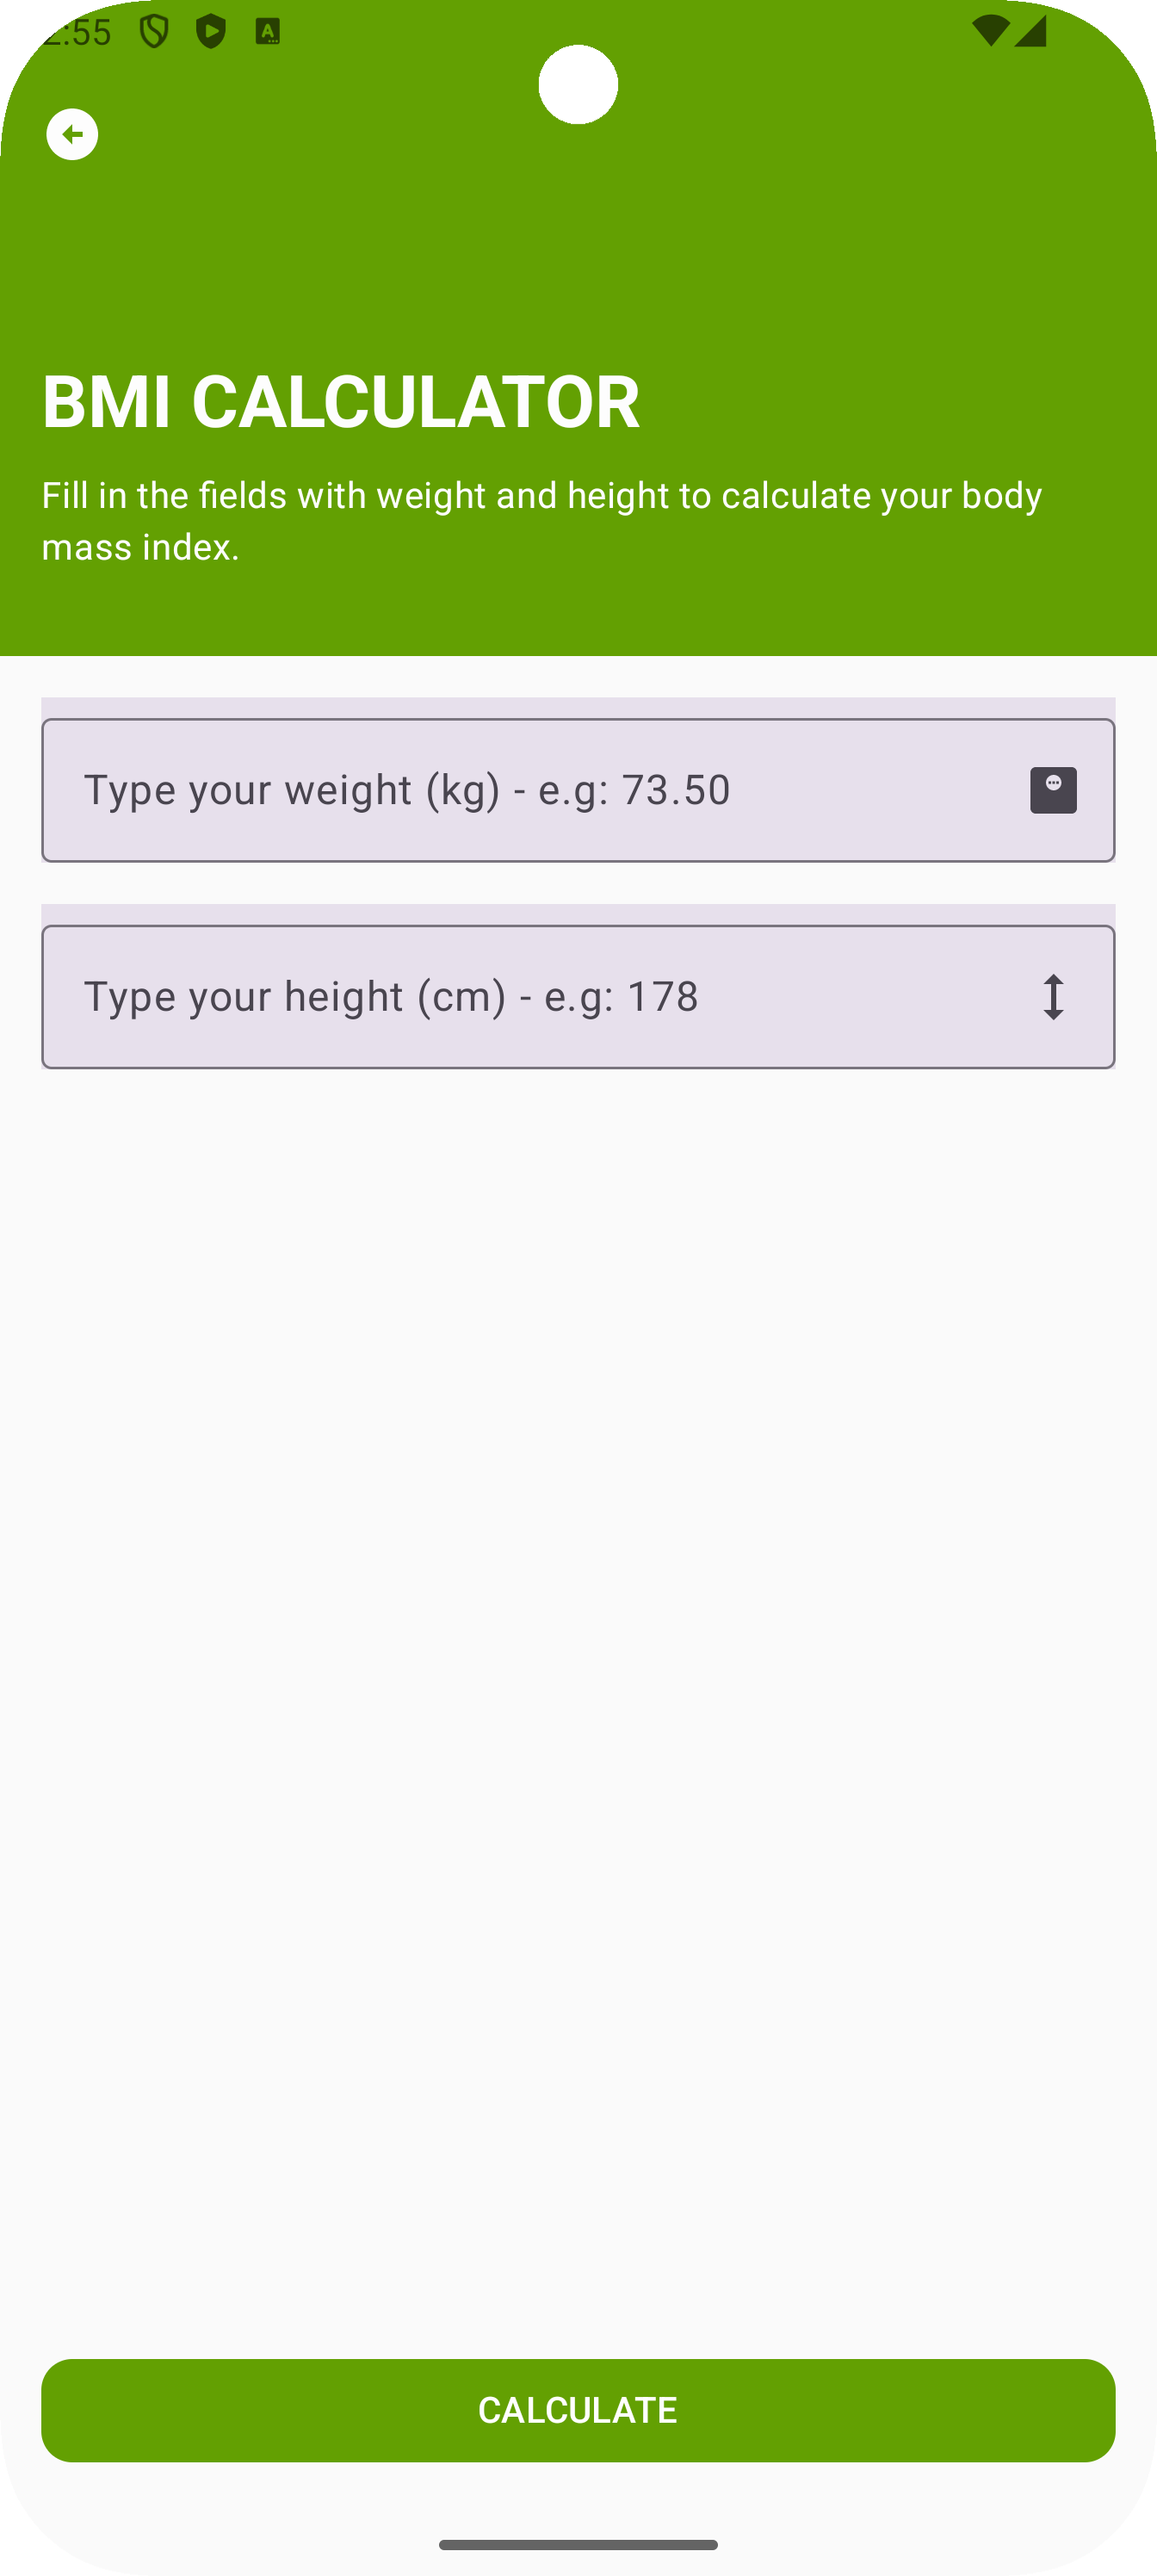 :55
BMI CALCULATOR
Fill in the fields with weight and height to calculate your body
mass index.
Type your weight (kg) - e.g: 73.50
Type your height (cm) - e.g: 178
CALCULATE